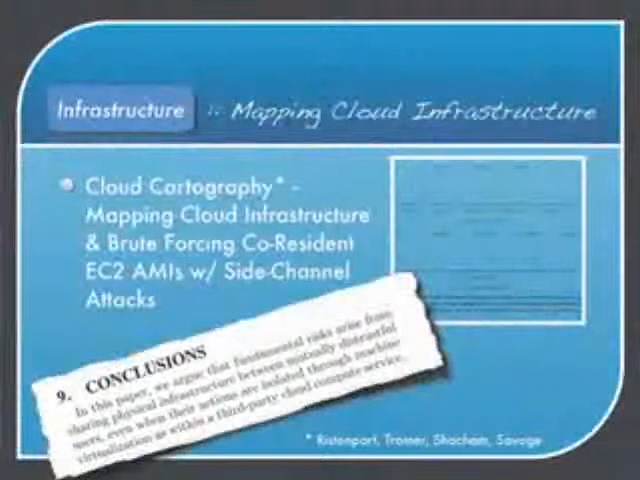 Infrastructure :: Mapping Cloud Infrastructure
Cloud Cartography* -
Mapping Cloud Infrastructure
& Brute Forcing Co-Resident
EC2 AMIs w/ Side-Channel
Attacks
9. CONCLUSIONS
In this paper, we argue that fundamental risks arise from
sharing physical infrastructure between mutually distrustful
users, even when their actions are isolated through machine
virtualization as within a third-party cloud compute service.
* Ristenpart, Tromer, Shacham, Savage